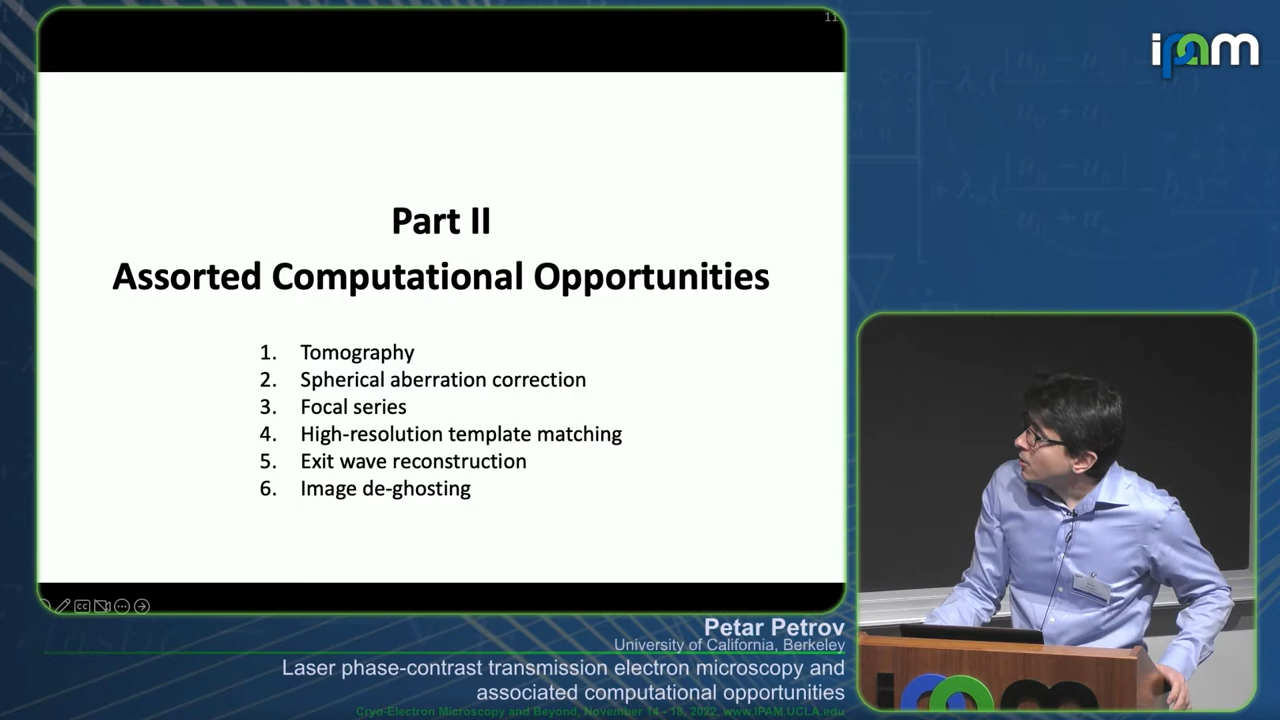 11
ipam
Part II
Assorted Computational Opportunities
1. Tomography
2. Spherical aberration correction
3. Focal series
4. High-resolution template matching
5. Exit wave reconstruction
6. Image de-ghosting
CC
Petar Petrov
University of California, Berkeley
Laser phase-contrast transmission electron microscopy and
associated computational opportunities
Cryo-Electron Microscopy and Beyond, November 14 - 18, 2022, www.IPAM.UCLA.edu